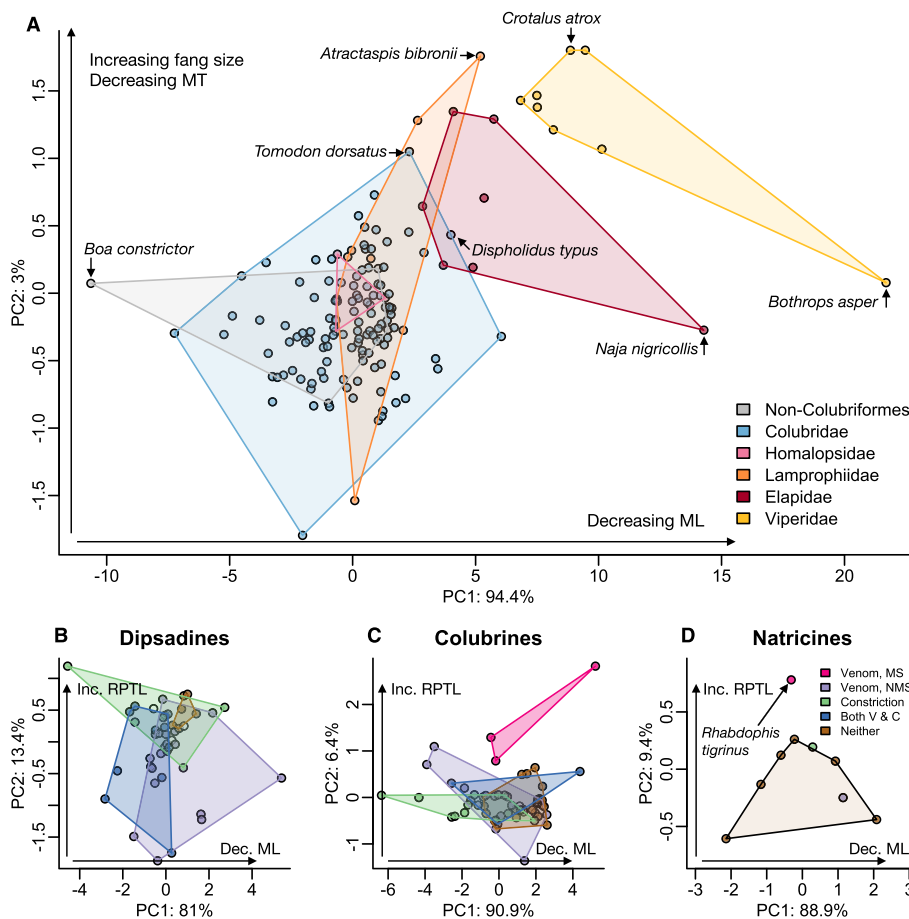 A
Crotalus atrox
Increasing fang size
Decreasing MT
Atractaspis bibronii
Tomodon dorsatus
Boa constrictor
Dispholidus typus
Bothrops asper
Naja nigricollis
Non-Colubriformes
Colubridae
Homalopsidae
Lamprophiidae
Elapidae
Viperidae
Decreasing ML
PC2: 3%
1.5
1.0
0.5
0.0
-0.5
-1.0
-1.5
-10 -5 0 5 10 15 20
PC1: 94.4%
B Dipsadines
Inc. RPTL
PC2: 13.4%
0.5
-0.5
-1.5
Dec. ML
-4 -2 0 2 4
PC1: 81%
C Colubrines
Inc. RPTL
PC2: 6.4%
2
1
0
-1
Dec. ML
-6 -4 -2 0 2 4
PC1: 90.9%
D Natricines
Inc. RPTL
Venom, MS
Venom, NMS
Constriction
Both V & C
Neither
Rhabdophis
tigrinus
PC2: 9.4%
0.5
0.0
-0.5
Dec. ML
-3 -2 -1 0 1 2 3
PC1: 88.9%